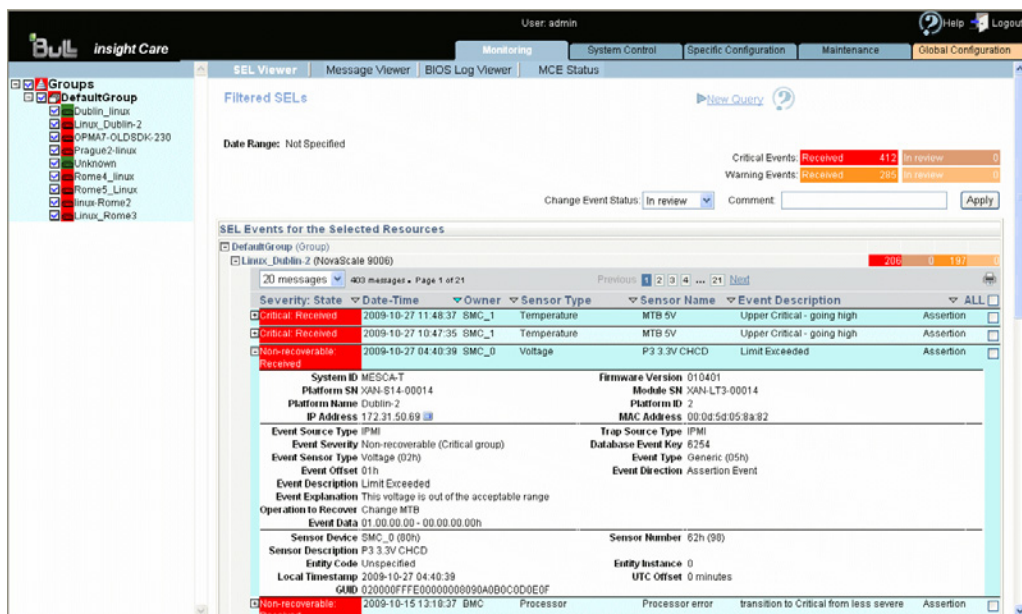 User: admin
Help Logout
Bull insight Care
Monitoring System Control Specific Configuration Maintenance Global Configuration
SEL Viewer Message Viewer BIOS Log Viewer MCE Status
Groups
DefaultGroup
Dublin_linux
Linux_Dublin-2
OPMA7-OLDSDK-230
Prague2-linux
Unknown
Rome4_linux
Rome5_Linux
linux-Rome2
Linux_Rome3
Filtered SELs
New Query
Date Range: Not Specified
Critical Events: Received 412 In review 0
Warning Events: Received 285 In review 0
Change Event Status: In review Comment: Apply
SEL Events for the Selected Resources
DefaultGroup (Group)
Linux_Dublin-2 (NovaScale 9006) 206 0 197 0
20 messages 403 messages. Page 1 of 21 Previous 1 2 3 4 ... 21 Next
Severity: State Date-Time Owner Sensor Type Sensor Name Event Description ALL
Critical: Received 2009-10-27 11:48:37 SMC_1 Temperature MTB 5V Upper Critical - going high Assertion
Critical: Received 2009-10-27 10:47:35 SMC_1 Temperature MTB 5V Upper Critical - going high Assertion
Non-recoverable: Received 2009-10-27 04:40:39 SMC_0 Voltage P3 3.3V CHCD Limit Exceeded Assertion
System ID MESCA-T Firmware Version 010401
Platform SN XAN-S14-00014 Module SN XAN-LT3-00014
Platform Name Dublin-2 Platform ID 2
IP Address 172.31.50.69 MAC Address 00:0d:5d:05:8a:82
Event Source Type IPMI Trap Source Type IPMI
Event Severity Non-recoverable (Critical group) Database Event Key 6254
Event Sensor Type Voltage (02h) Event Type Generic (05h)
Event Offset 01h Event Direction Assertion Event
Event Description Limit Exceeded
Event Explanation This voltage is out of the acceptable range
Operation to Recover Change MTB
Event Data 01.00.00.00 - 00.00.00.00h
Sensor Device SMC_0 (80h) Sensor Number 62h (98)
Sensor Description P3 3.3V CHCD
Entity Code Unspecified Entity Instance 0
Local Timestamp 2009-10-27 04:40:39 UTC Offset 0 minutes
GUID 020000FFFE00000008090A0B0C0D0E0F
Non-recoverable: 2009-10-15 13:18:37 BMC Processor Processor error transition to Critical from less severe Assertion